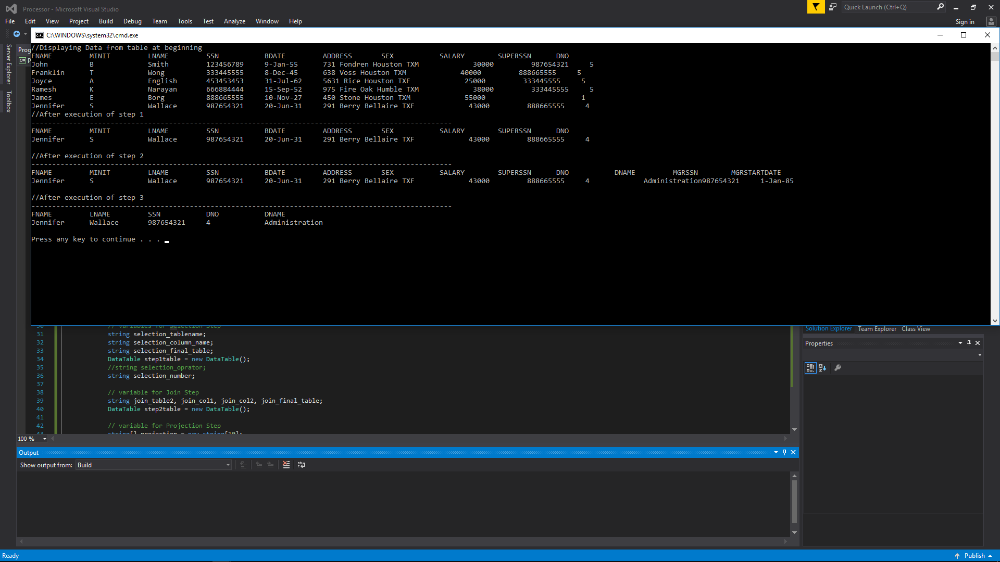 Processor - Microsoft Visual Studio
Quick Launch (Ctrl+Q)
File Edit View Project Build Debug Team Tools Test Analyze Window Help
Sign in
C:\WINDOWS\system32\cmd.exe
Server Explorer
Toolbox
Prog
C# P
//Displaying Data from table at beginning
FNAME MINIT LNAME SSN BDATE ADDRESS SEX SALARY SUPERSSN DNO
John B Smith 123456789 9-Jan-55 731 Fondren Houston TXM 30000 987654321 5
Franklin T Wong 333445555 8-Dec-45 638 Voss Houston TXM 40000 888665555 5
Joyce A English 453453453 31-Jul-62 5631 Rice Houston TXF 25000 333445555 5
Ramesh K Narayan 666884444 15-Sep-52 975 Fire Oak Humble TXM 38000 333445555 5
James E Borg 888665555 10-Nov-27 450 Stone Houston TXM 55000 1
Jennifer S Wallace 987654321 20-Jun-31 291 Berry Bellaire TXF 43000 888665555 4
//After execution of step 1
-----------------------------------------------------------------------------------------------------
FNAME MINIT LNAME SSN BDATE ADDRESS SEX SALARY SUPERSSN DNO
Jennifer S Wallace 987654321 20-Jun-31 291 Berry Bellaire TXF 43000 888665555 4
//After execution of step 2
-----------------------------------------------------------------------------------------------------
FNAME MINIT LNAME SSN BDATE ADDRESS SEX SALARY SUPERSSN DNO DNAME MGRSSN MGRSTARTDATE
Jennifer S Wallace 987654321 20-Jun-31 291 Berry Bellaire TXF 43000 888665555 4 Administration987654321 1-Jan-85
//After execution of step 3
-----------------------------------------------------------------------------------------------------
FNAME LNAME SSN DNO DNAME
Jennifer Wallace 987654321 4 Administration
Press any key to continue . . .
30 // variables for Selection Step
31 string selection_tablename;
32 string selection_column_name;
33 string selection_final_table;
34 DataTable step1table = new DataTable();
35 //string selection_oprator;
36 string selection_number;
37
38 // variable for Join Step
39 string join_table2, join_col1, join_col2, join_final_table;
40 DataTable step2table = new DataTable();
41
42 // variable for Projection Step
43 string[] projection = new string[10];
100 %
Solution Explorer Team Explorer Class View
Properties
Output
Show output from: Build
Ready
Publish